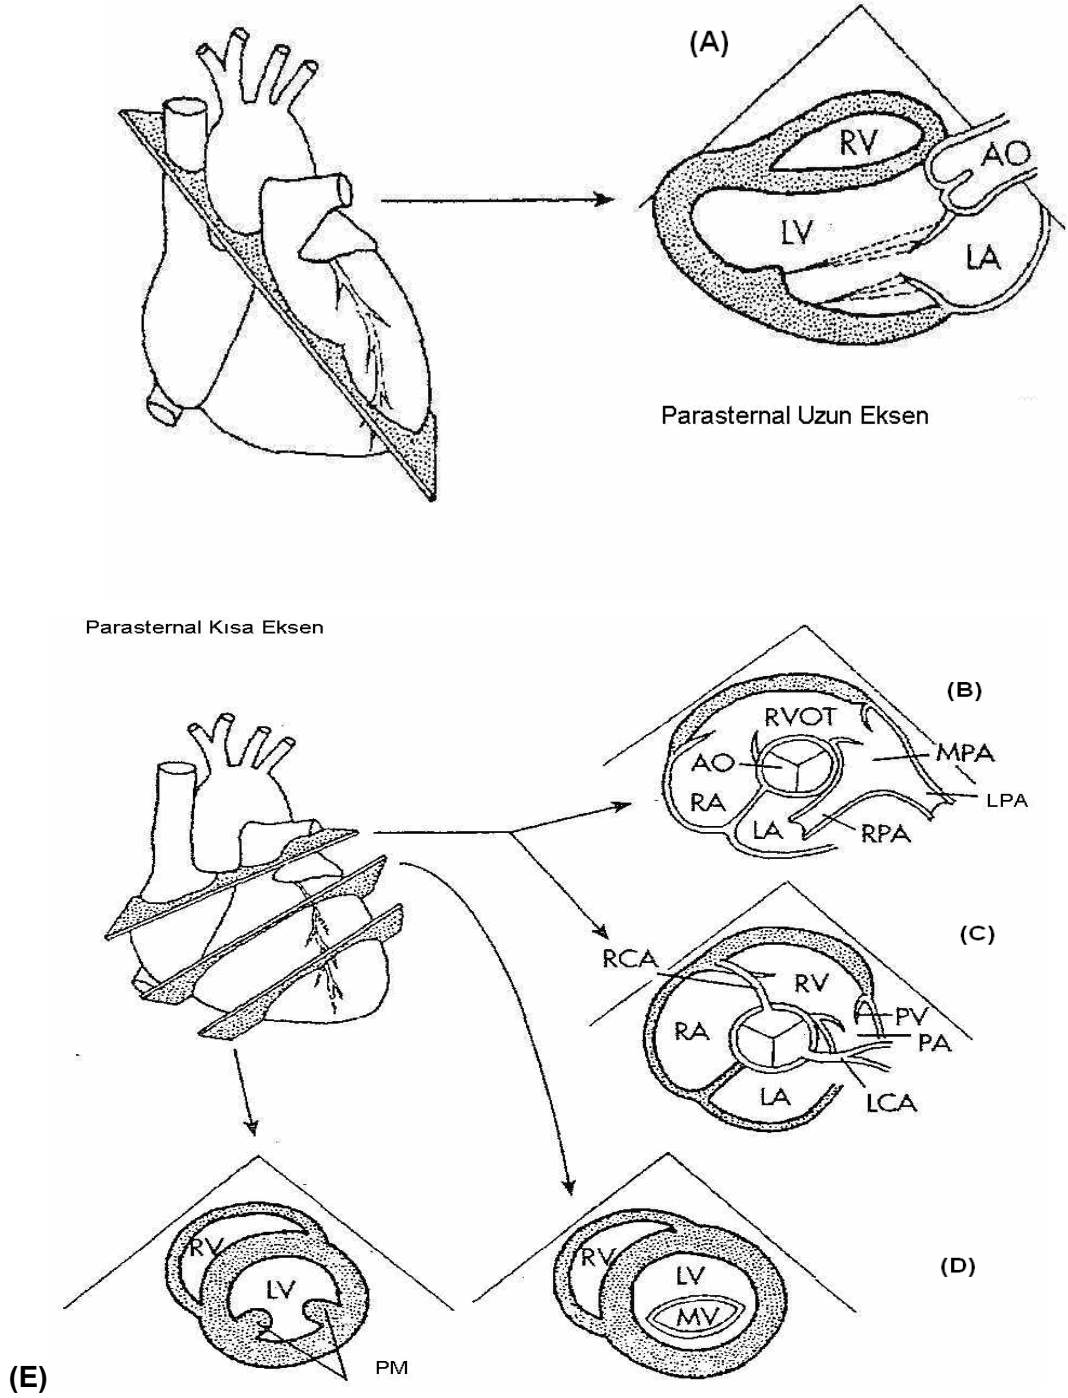 (A)
RV
AO
LV
LA
Parasternal Uzun Eksen
Parasternal Kısa Eksen
(B)
RVOT
MPA
AO
LPA
RA
LA
RPA
(C)
RCA
RV
PV
RA
PA
LA
LCA
RV
LV
PM
(E)
RV
LV
MV
(D)